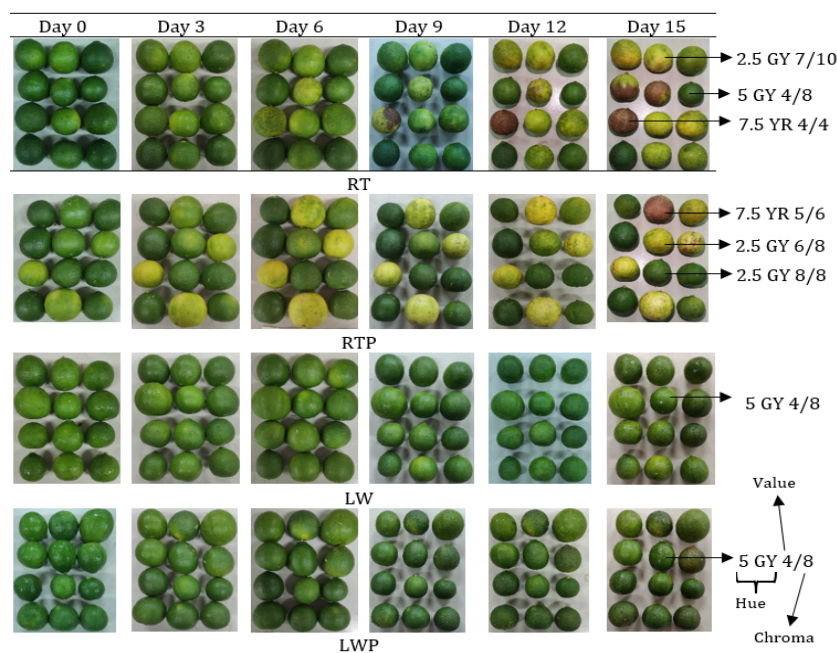 Day 0 Day 3 Day 6 Day 9 Day 12 Day 15
2.5 GY 7/10
5 GY 4/8
7.5 YR 4/4
RT
7.5 YR 5/6
2.5 GY 6/8
2.5 GY 8/8
RTP
5 GY 4/8
LW
Value
5 GY 4/8
Hue
Chroma
LWP